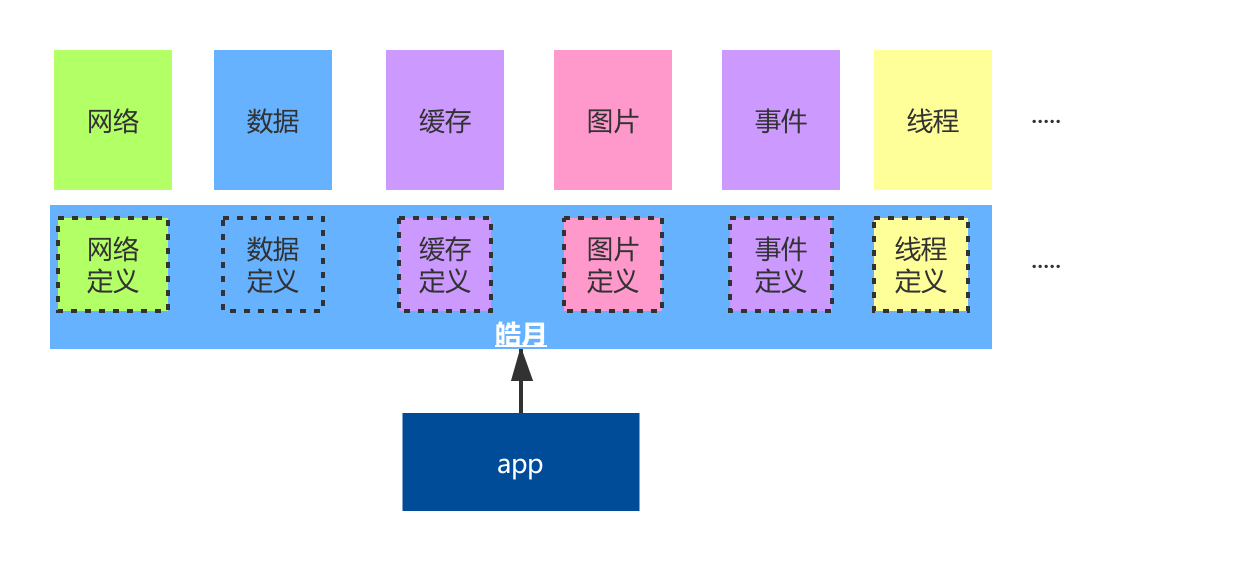 网络
数据
缓存
图片
事件
线程
.....
网络
定义
数据
定义
缓存
定义
图片
定义
事件
定义
线程
定义
.....
皓月
app